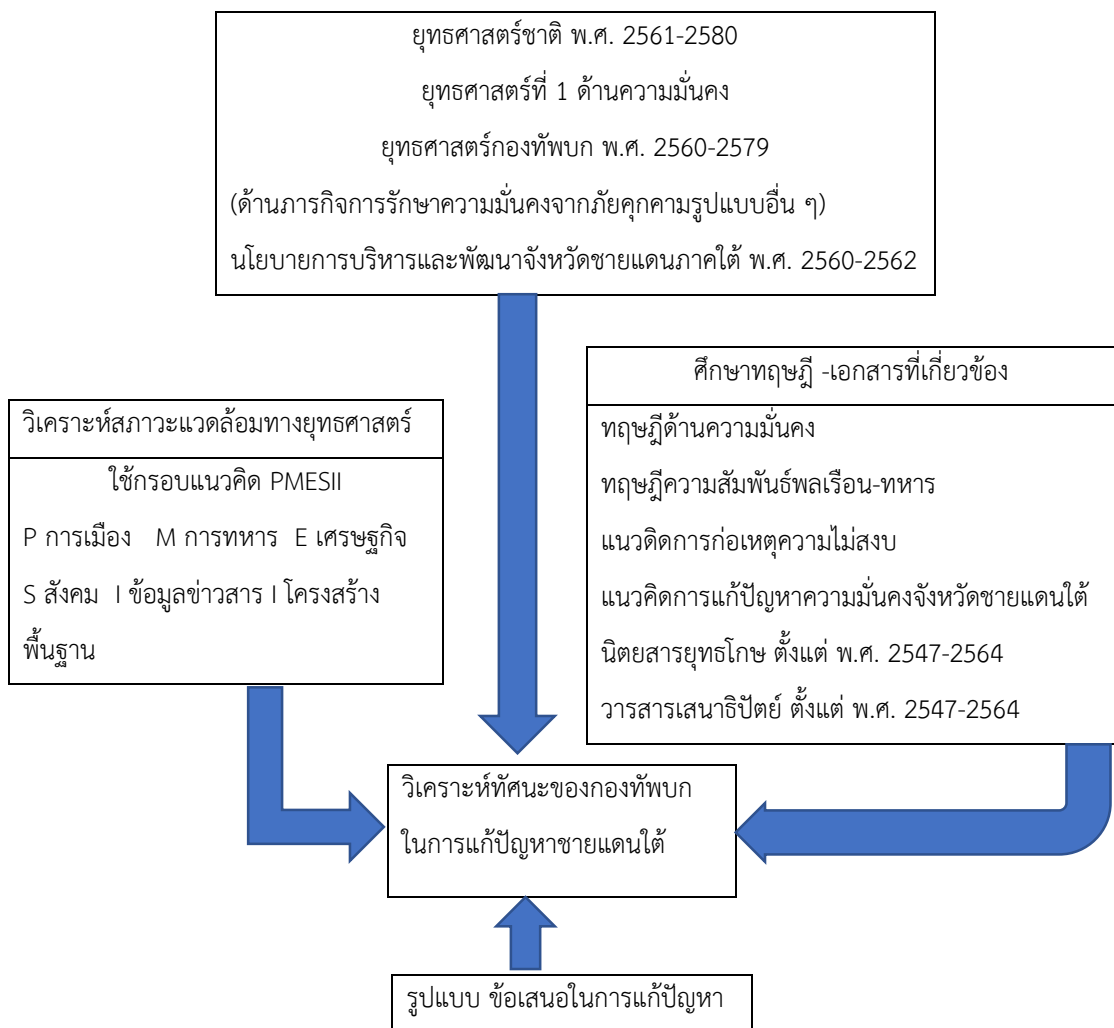 ยุทธศาสตร์ชาติ พ.ศ. 2561-2580
ยุทธศาสตร์ที่ 1 ด้านความมั่นคง
ยุทธศาสตร์กองทัพบก พ.ศ. 2560-2579
(ด้านภารกิจการรักษาความมั่นคงจากภัยคุกคามรูปแบบอื่น ๆ)
นโยบายการบริหารและพัฒนาจังหวัดชายแดนภาคใต้ พ.ศ. 2560-2562
วิเคราะห์สภาวะแวดล้อมทางยุทธศาสตร์
ใช้กรอบแนวคิด PMESII
P การเมือง M การทหาร E เศรษฐกิจ
S สังคม I ข้อมูลข่าวสาร I โครงสร้าง
พื้นฐาน
ศึกษาทฤษฎี -เอกสารที่เกี่ยวข้อง
ทฤษฎีด้านความมั่นคง
ทฤษฎีความสัมพันธ์พลเรือน-ทหาร
แนวดิดการก่อเหตุความไม่สงบ
แนวคิดการแก้ปัญหาความมั่นคงจังหวัดชายแดนใต้
นิตยสารยุทธโกษ ตั้งแต่ พ.ศ. 2547-2564
วารสารเสนาธิปัตย์ ตั้งแต่ พ.ศ. 2547-2564
วิเคราะห์ทัศนะของกองทัพบก
ในการแก้ปัญหาชายแดนใต้
รูปแบบ ข้อเสนอในการแก้ปัญหา